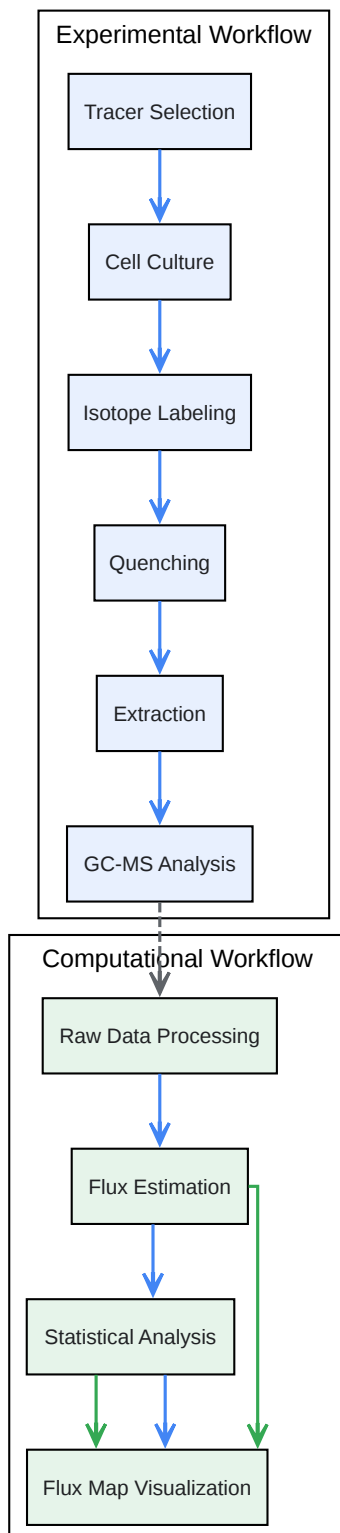 Experimental Workflow
Tracer Selection
Cell Culture
Isotope Labeling
Quenching
Extraction
GC-MS Analysis
Computational Workflow
Raw Data Processing
Flux Estimation
Statistical Analysis
Flux Map Visualization